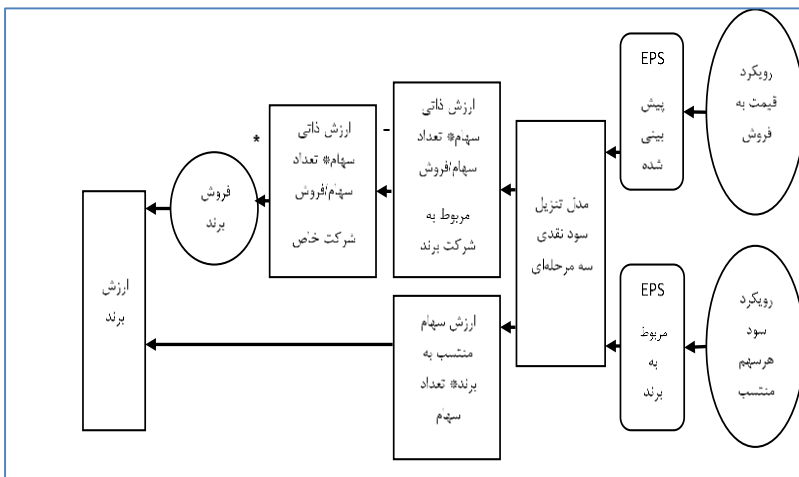 رویکرد
قیمت به
فروش
EPS
پیش
بینی
شده
ارزش ذاتی
سهام* تعداد
سهام/فروش
مربوط به
شرکت برند
-
ارزش ذاتی
سهام* تعداد
سهام/فروش
شرکت خاص
*
فروش
برند
ارزش
برند
مدل تنزیل
سود نقدی
سه مرحله‌ای
رویکرد
سود
هرسهم
منتسب
EPS
مربوط
به
برند
ارزش سهام
منتسب به
برند* تعداد
سهام